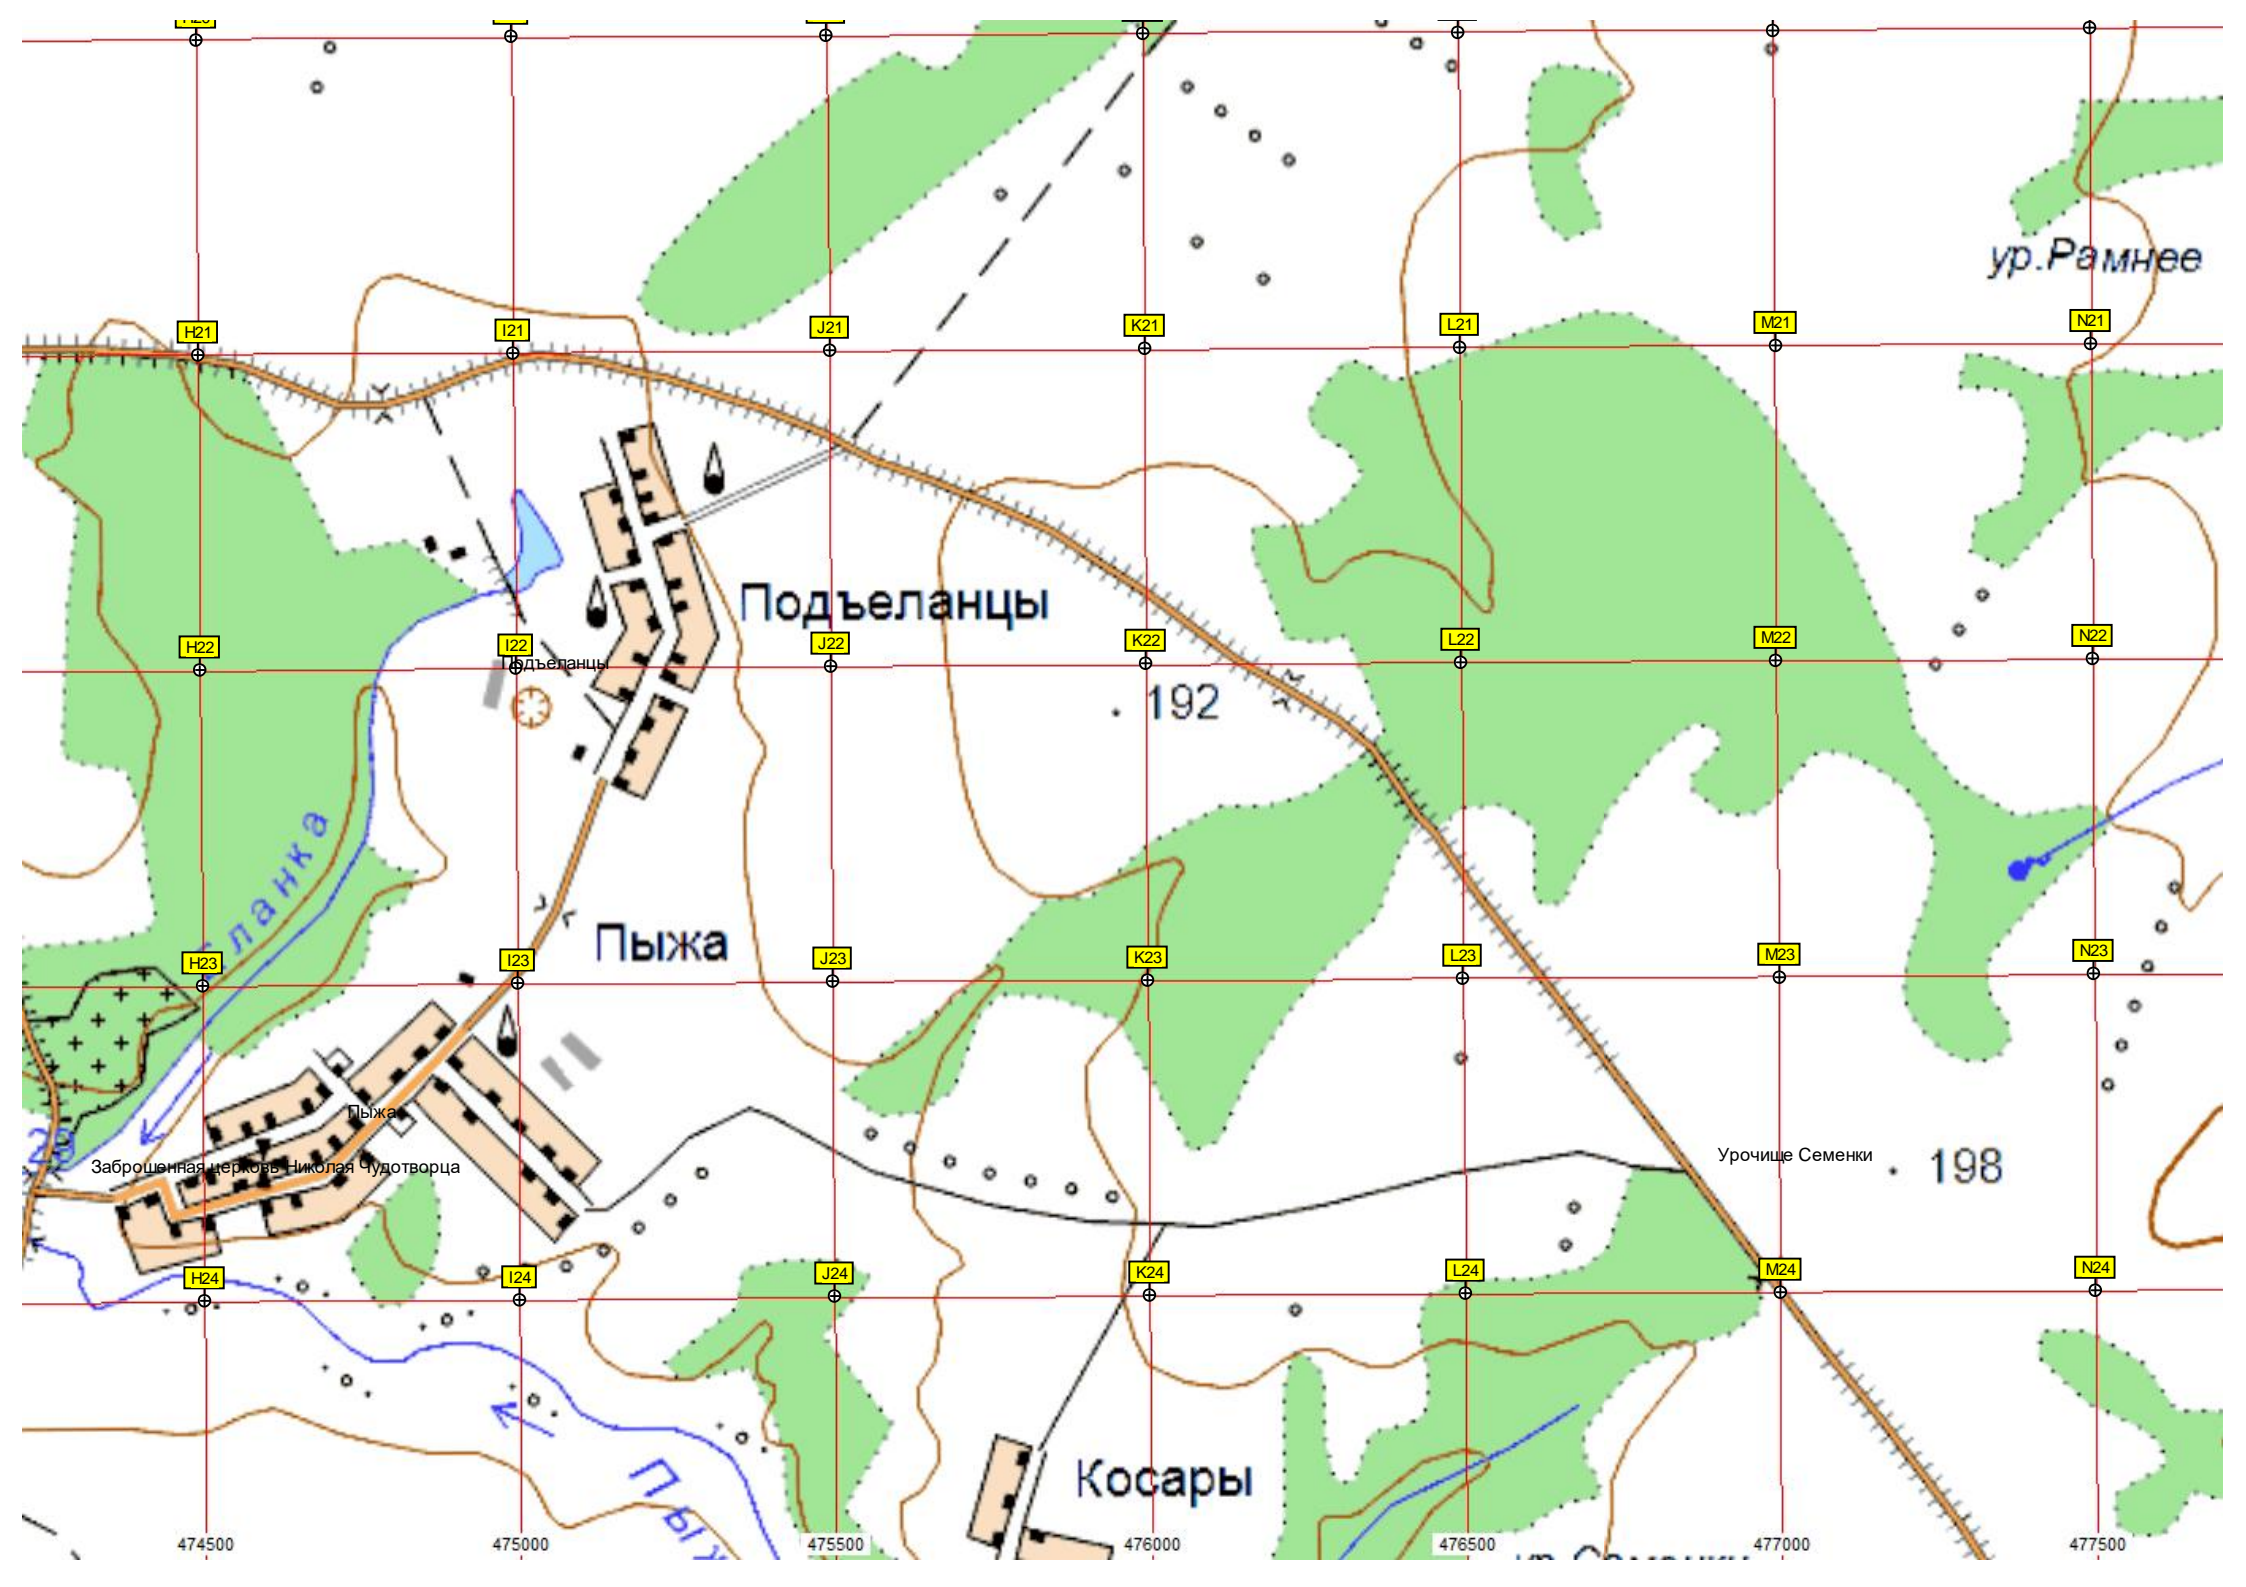 ур.Рамнее
H21
I21
J21
K21
L21
M21
N21
Подъеланцы
H22
I22
J22
K22
L22
M22
N22
Подъеланцы
192
Еланка
Пыжа
H23
I23
J23
K23
L23
M23
N23
Пыжа
Заброшенная церковь Николая Чудотворца
Урочище Семенки
198
H24
I24
J24
K24
L24
M24
N24
Косары
474500
475000
475500
476000
476500
477000
477500